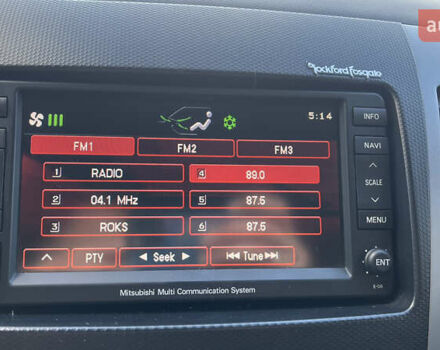 au
Rockford Fosgate
5:14
INFO
FM1 FM2 FM3
NAVI
1 RADIO 4 89.0
SCALE
2 04.1 MHz 5 87.5
MENU
3 ROKS 6 87.5
PTY Seek Tune
ENT
Mitsubishi Multi Communication System